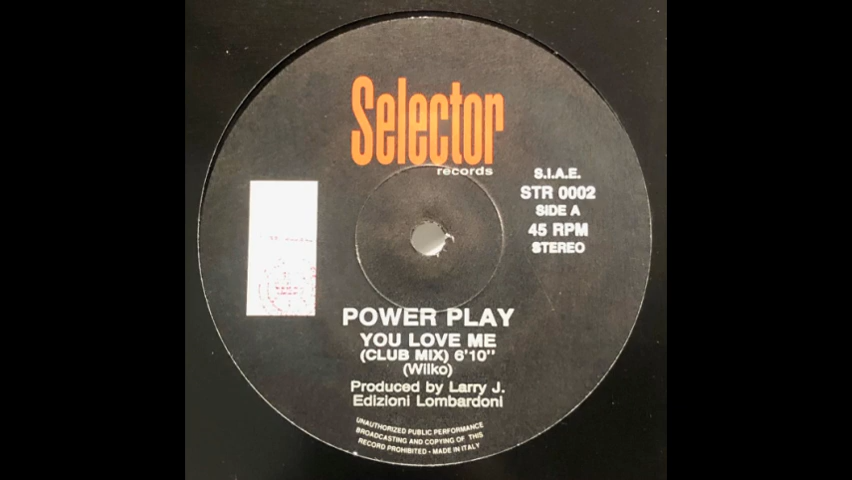 Selector
records
S.I.A.E.
STR 0002
SIDE A
45 RPM
STEREO
POWER PLAY
YOU LOVE ME
(CLUB MIX) 6'10''
(Wilko)
Produced by Larry J.
Edizioni Lombardoni
UNAUTHORIZED PUBLIC PERFORMANCE
BROADCASTING AND COPYING OF THIS
RECORD PROHIBITED - MADE IN ITALY